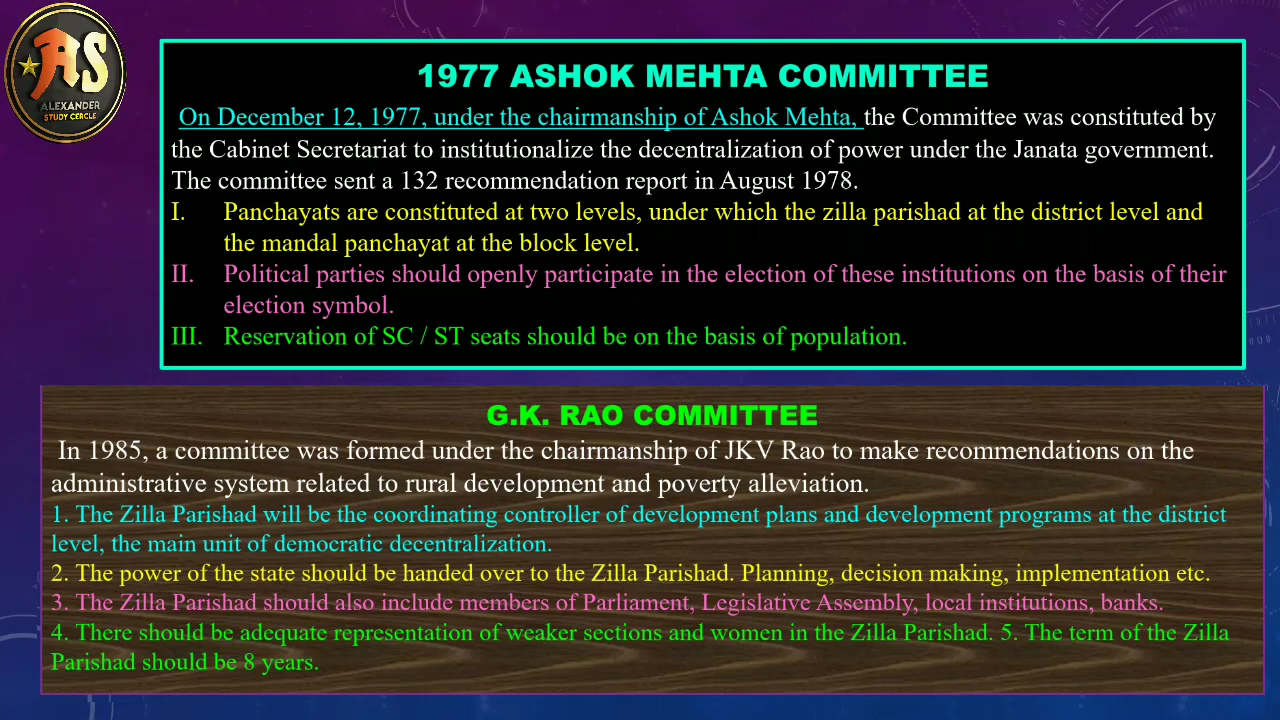 AS
ALEXANDER
STUDY CERCLE
1977 ASHOK MEHTA COMMITTEE
On December 12, 1977, under the chairmanship of Ashok Mehta, the Committee was constituted by
the Cabinet Secretariat to institutionalize the decentralization of power under the Janata government.
The committee sent a 132 recommendation report in August 1978.
I. Panchayats are constituted at two levels, under which the zilla parishad at the district level and
the mandal panchayat at the block level.
II. Political parties should openly participate in the election of these institutions on the basis of their
election symbol.
III. Reservation of SC / ST seats should be on the basis of population.
G.K. RAO COMMITTEE
In 1985, a committee was formed under the chairmanship of JKV Rao to make recommendations on the
administrative system related to rural development and poverty alleviation.
1. The Zilla Parishad will be the coordinating controller of development plans and development programs at the district
level, the main unit of democratic decentralization.
2. The power of the state should be handed over to the Zilla Parishad. Planning, decision making, implementation etc.
3. The Zilla Parishad should also include members of Parliament, Legislative Assembly, local institutions, banks.
4. There should be adequate representation of weaker sections and women in the Zilla Parishad. 5. The term of the Zilla
Parishad should be 8 years.